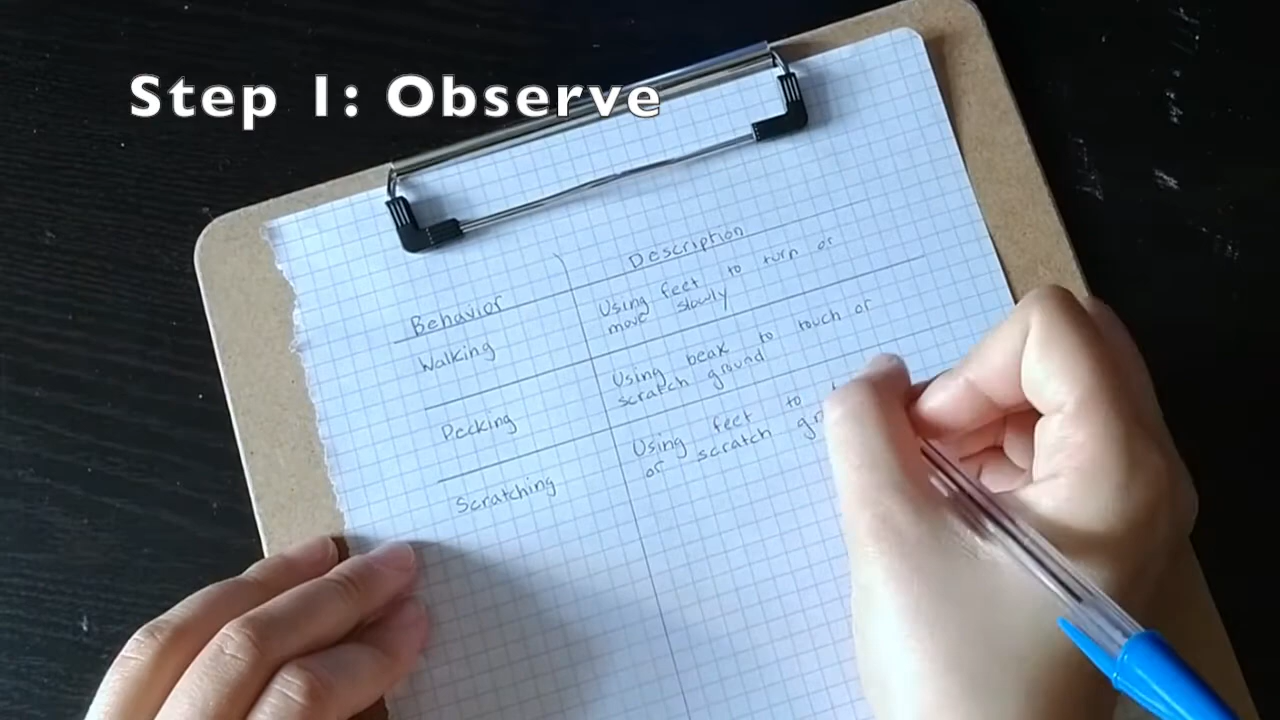 Step 1: Observe
Behavior
Description
Walking
Using feet to turn or
move slowly
Pecking
Using beak to touch or
scratch ground
Scratching
Using feet to
or scratch